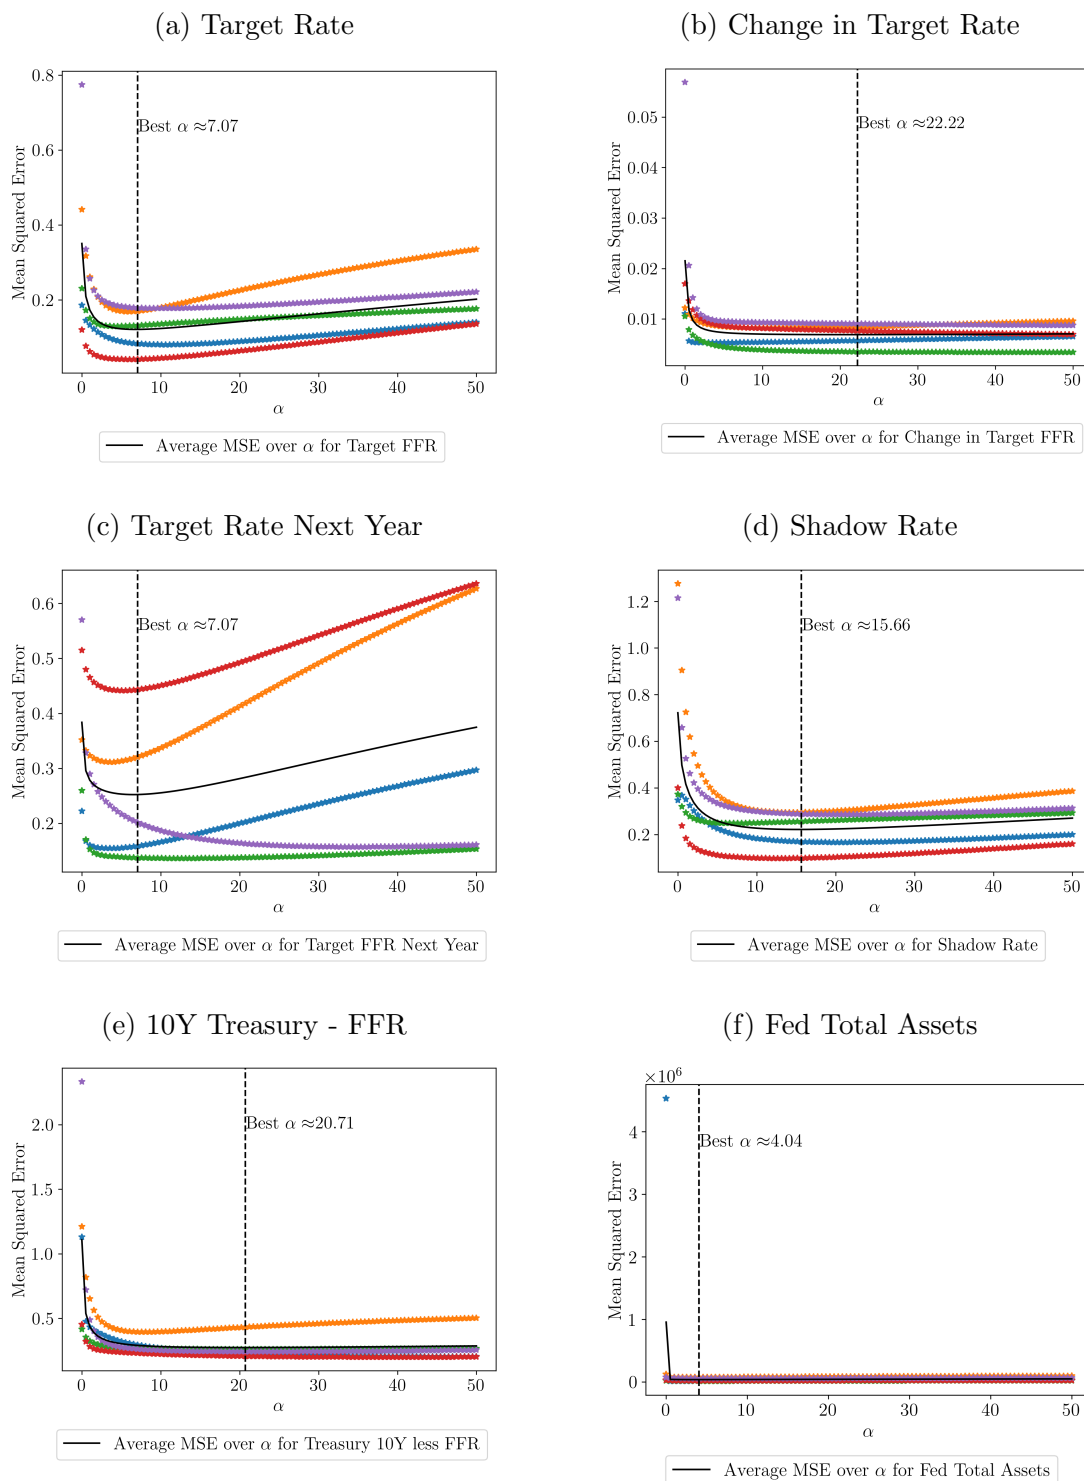 (a) Target Rate
0.8
0.6
0.4
0.2
Mean Squared Error
Best α ≈7.07
0 10 20 30 40 50
α
Average MSE over α for Target FFR
(b) Change in Target Rate
0.05
0.04
0.03
0.02
0.01
Mean Squared Error
Best α ≈22.22
0 10 20 30 40 50
α
Average MSE over α for Change in Target FFR
(c) Target Rate Next Year
0.6
0.5
0.4
0.3
0.2
Mean Squared Error
Best α ≈7.07
0 10 20 30 40 50
α
Average MSE over α for Target FFR Next Year
(d) Shadow Rate
1.2
1.0
0.8
0.6
0.4
0.2
Mean Squared Error
Best α ≈15.66
0 10 20 30 40 50
α
Average MSE over α for Shadow Rate
(e) 10Y Treasury - FFR
2.0
1.5
1.0
0.5
Mean Squared Error
Best α ≈20.71
0 10 20 30 40 50
α
Average MSE over α for Treasury 10Y less FFR
(f) Fed Total Assets
×10⁶
4
3
2
1
0
Mean Squared Error
Best α ≈4.04
0 10 20 30 40 50
α
Average MSE over α for Fed Total Assets